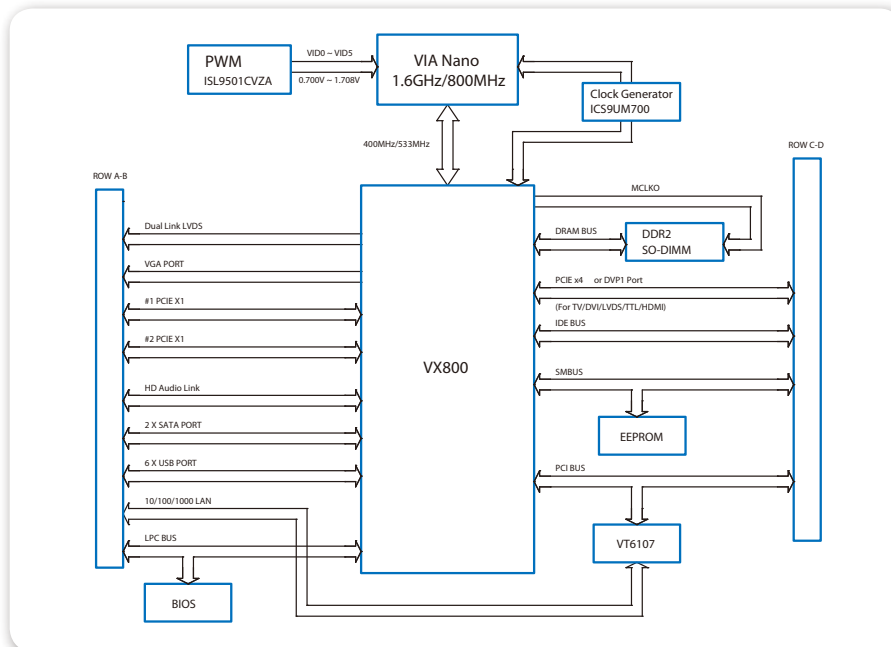 PWM
ISL9501CVZA
VID0 ~ VID5
0.700V ~ 1.708V
VIA Nano
1.6GHz/800MHz
Clock Generator
ICS9UM700
400MHz/533MHz
ROW A-B
ROW C-D
MCLKO
Dual Link LVDS
DRAM BUS
DDR2
SO-DIMM
VGA PORT
PCIE x4 or DVP1 Port
#1 PCIE X1
(For TV/DVI/LVDS/TTL/HDMI)
IDE BUS
#2 PCIE X1
VX800
SMBUS
HD Audio Link
2 X SATA PORT
EEPROM
6 X USB PORT
PCI BUS
10/100/1000 LAN
LPC BUS
VT6107
BIOS